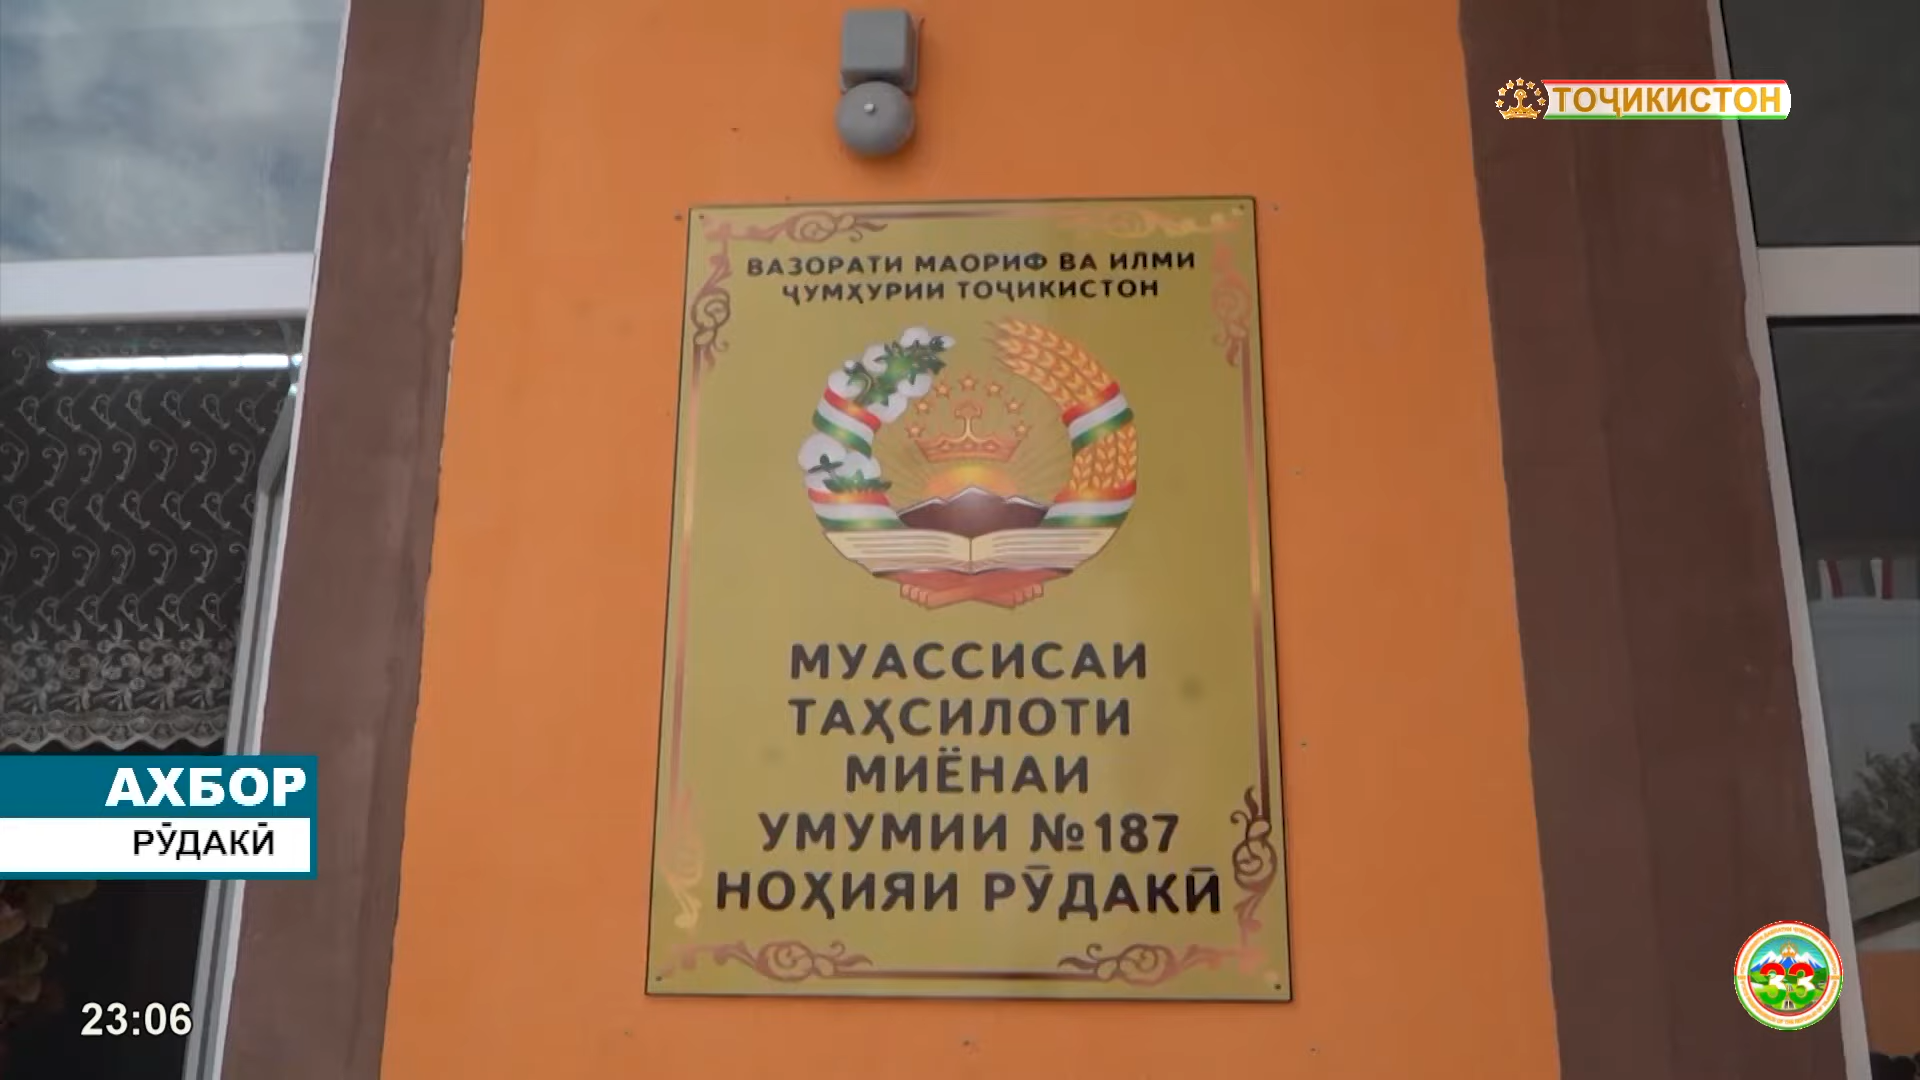 ТОҶИКИСТОН
ВАЗОРАТИ МАОРИФ ВА ИЛМИ
ҶУМҲУРИИ ТОҶИКИСТОН
МУАССИСАИ
ТАҲСИЛОТИ
МИЁНАИ
УМУМИИ №187
НОҲИЯИ РӮДАКӢ
АХБОР
РӮДАКӢ
33
23:06